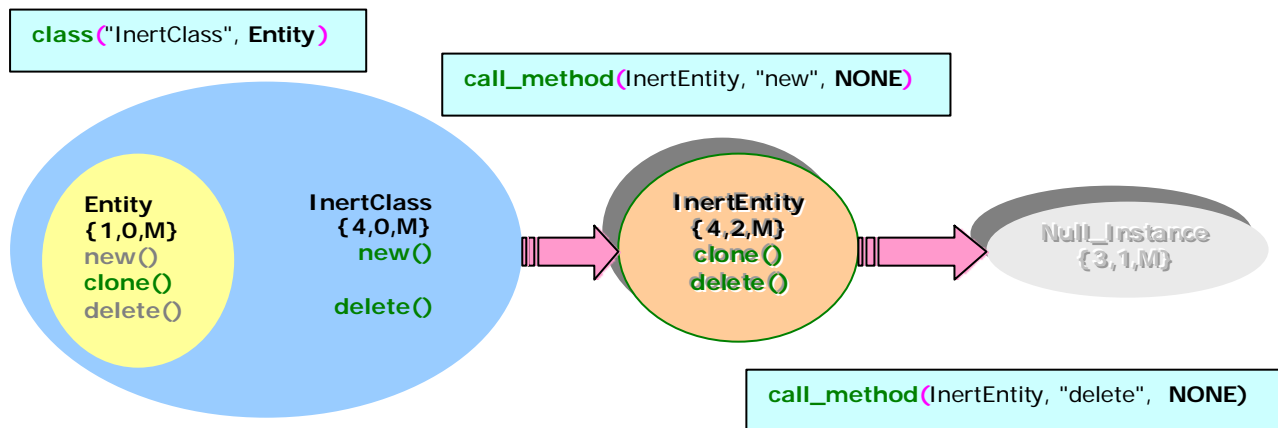 class("InertClass", Entity)
call_method(InertEntity, "new", NONE)
Entity
{1,0,M}
new()
clone()
delete()
InertClass
{4,0,M}
new()
delete()
InertEntity
{4,2,M}
clone()
delete()
Null_Instance
{3,1,M}
call_method(InertEntity, "delete", NONE)